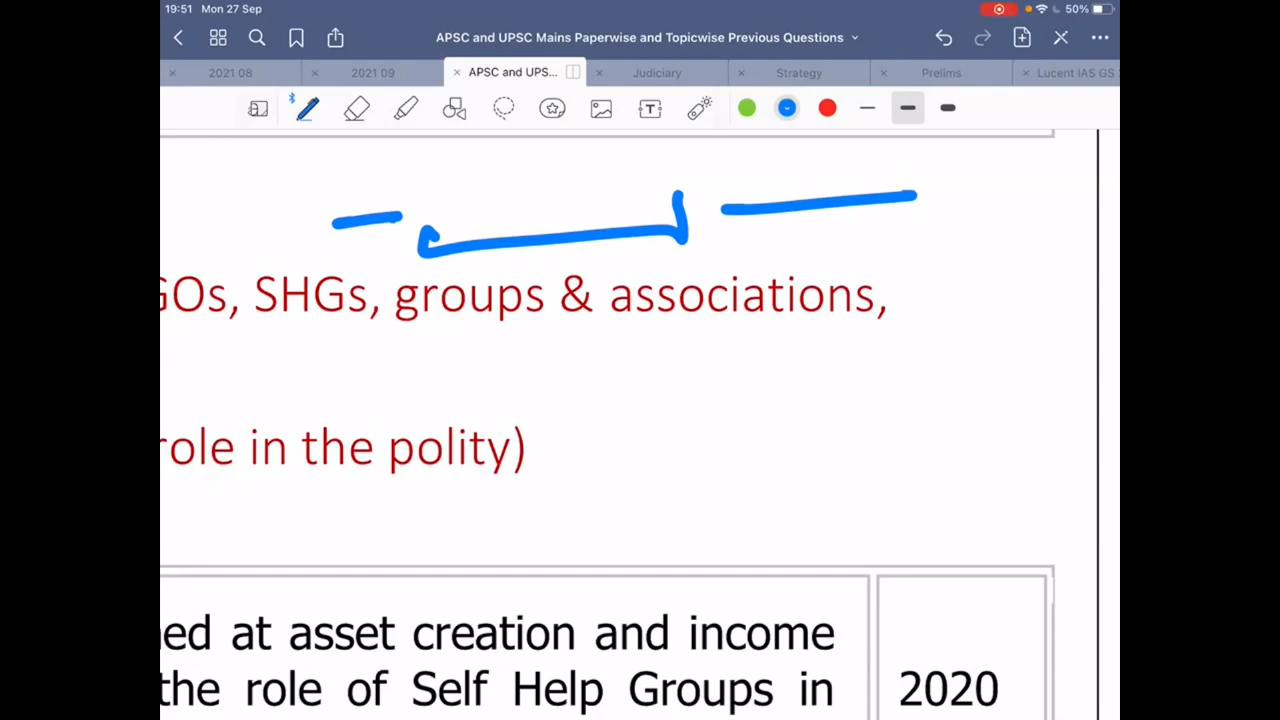 19:51 Mon 27 Sep 50%
APSC and UPSC Mains Paperwise and Topicwise Previous Questions
2021 08 2021 09 APSC and UPS... Judiciary Strategy Prelims Lucent IAS GS
T
GOs, SHGs, groups & associations,
role in the polity)
ned at asset creation and income
the role of Self Help Groups in
2020